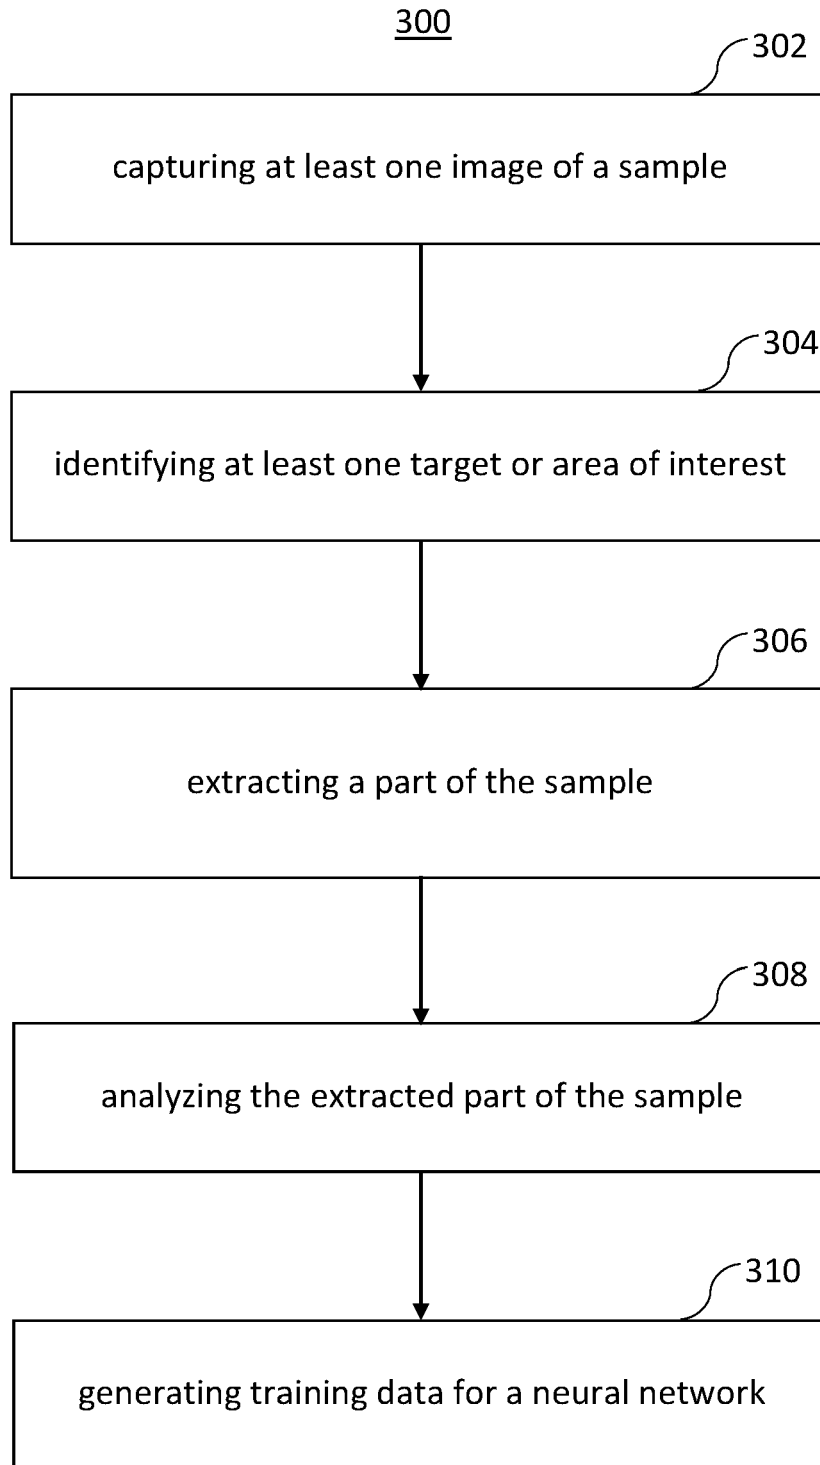 300
302
capturing at least one image of a sample
304
identifying at least one target or area of interest
306
extracting a part of the sample
308
analyzing the extracted part of the sample
310
generating training data for a neural network